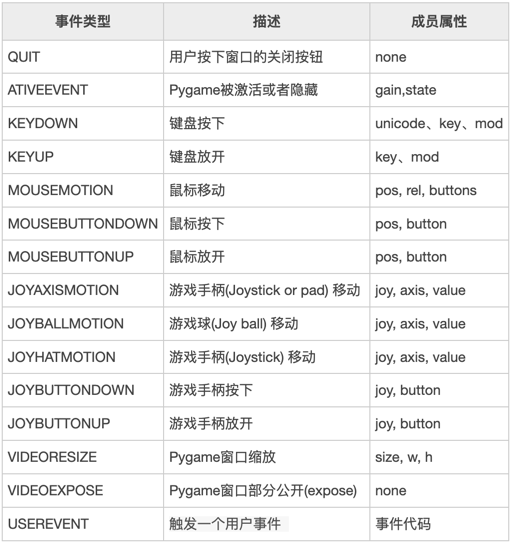 事件类型 描述 成员属性
QUIT 用户按下窗口的关闭按钮 none
ATIVEEVENT Pygame被激活或者隐藏 gain,state
KEYDOWN 键盘按下 unicode、key、mod
KEYUP 键盘放开 key、mod
MOUSEMOTION 鼠标移动 pos, rel, buttons
MOUSEBUTTONDOWN 鼠标按下 pos, button
MOUSEBUTTONUP 鼠标放开 pos, button
JOYAXISMOTION 游戏手柄(Joystick or pad) 移动 joy, axis, value
JOYBALLMOTION 游戏球(Joy ball) 移动 joy, axis, value
JOYHATMOTION 游戏手柄(Joystick) 移动 joy, axis, value
JOYBUTTONDOWN 游戏手柄按下 joy, button
JOYBUTTONUP 游戏手柄放开 joy, button
VIDEORESIZE Pygame窗口缩放 size, w, h
VIDEOEXPOSE Pygame窗口部分公开(expose) none
USEREVENT 触发一个用户事件 事件代码